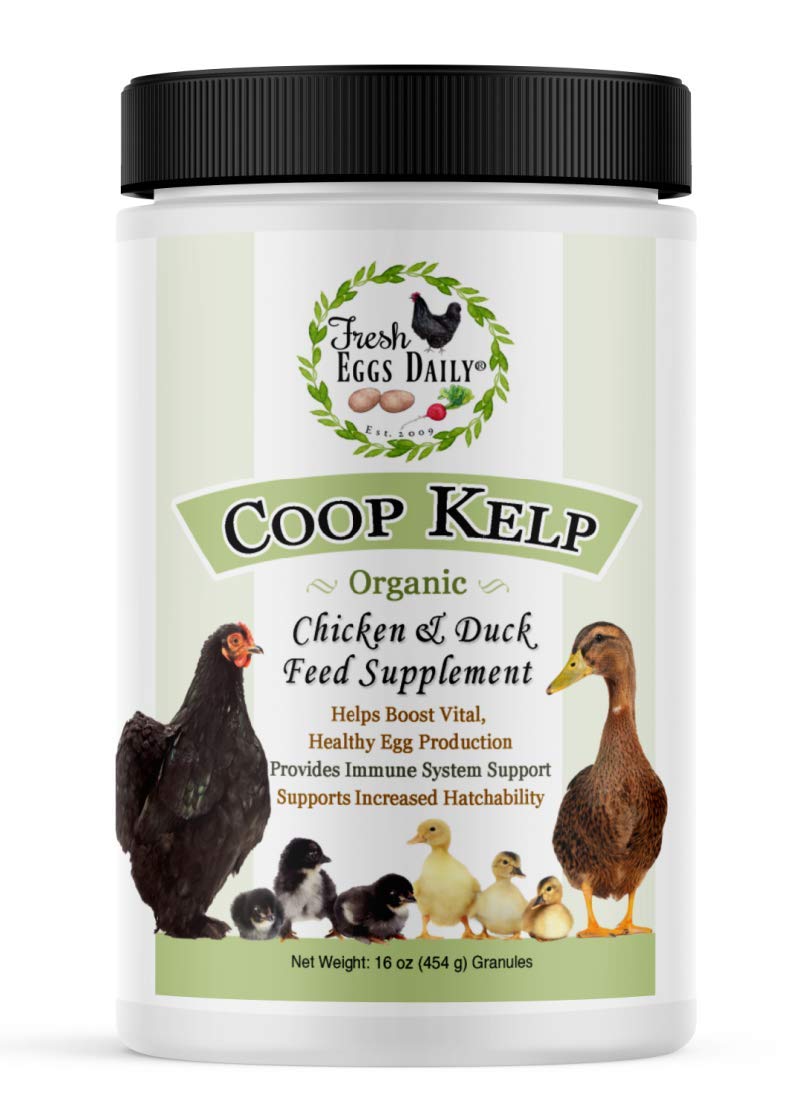 Fresh
EGGS DAILY®
Est. 2009
COOP KELP
Organic
Chicken & Duck
Feed Supplement
Helps Boost Vital,
Healthy Egg Production
Provides Immune System Support
Supports Increased Hatchability
Net Weight: 16 oz (454 g) Granules